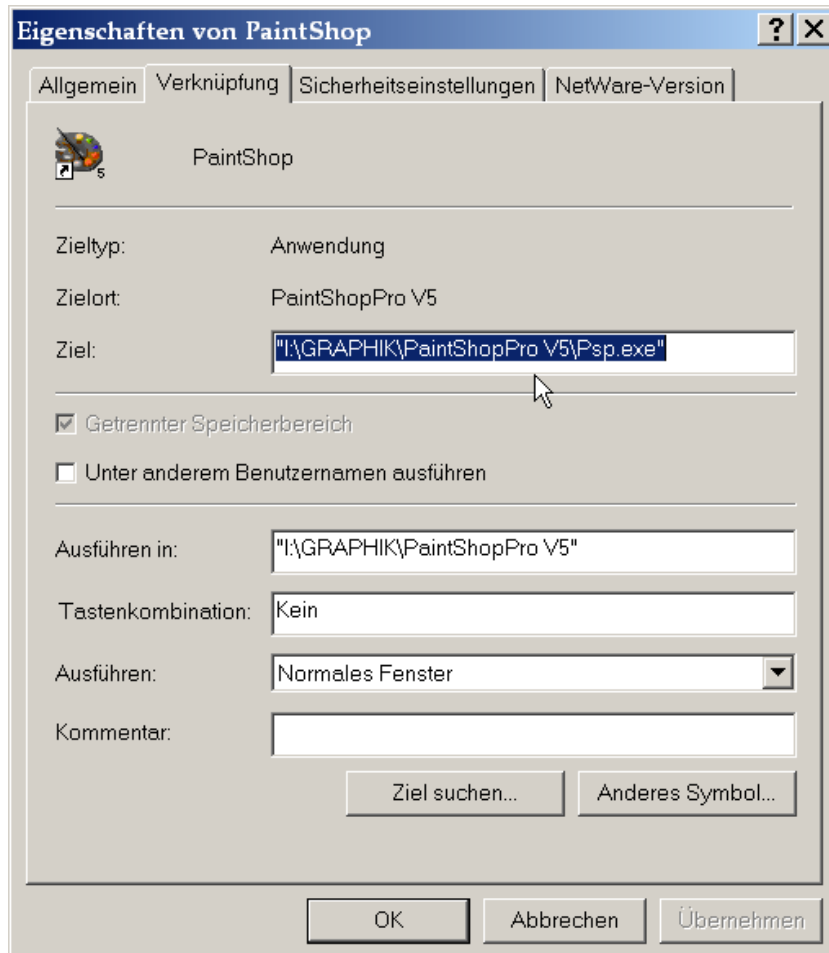 Eigenschaften von PaintShop
Allgemein Verknüpfung Sicherheitseinstellungen NetWare-Version
5 PaintShop
Zieltyp: Anwendung
Zielort: PaintShopPro V5
Ziel: "I:\GRAPHIK\PaintShopPro V5\Psp.exe"
Getrennter Speicherbereich
Unter anderem Benutzernamen ausführen
Ausführen in: "I:\GRAPHIK\PaintShopPro V5"
Tastenkombination: Kein
Ausführen: Normales Fenster
Kommentar:
Ziel suchen... Anderes Symbol...
OK Abbrechen Übernehmen